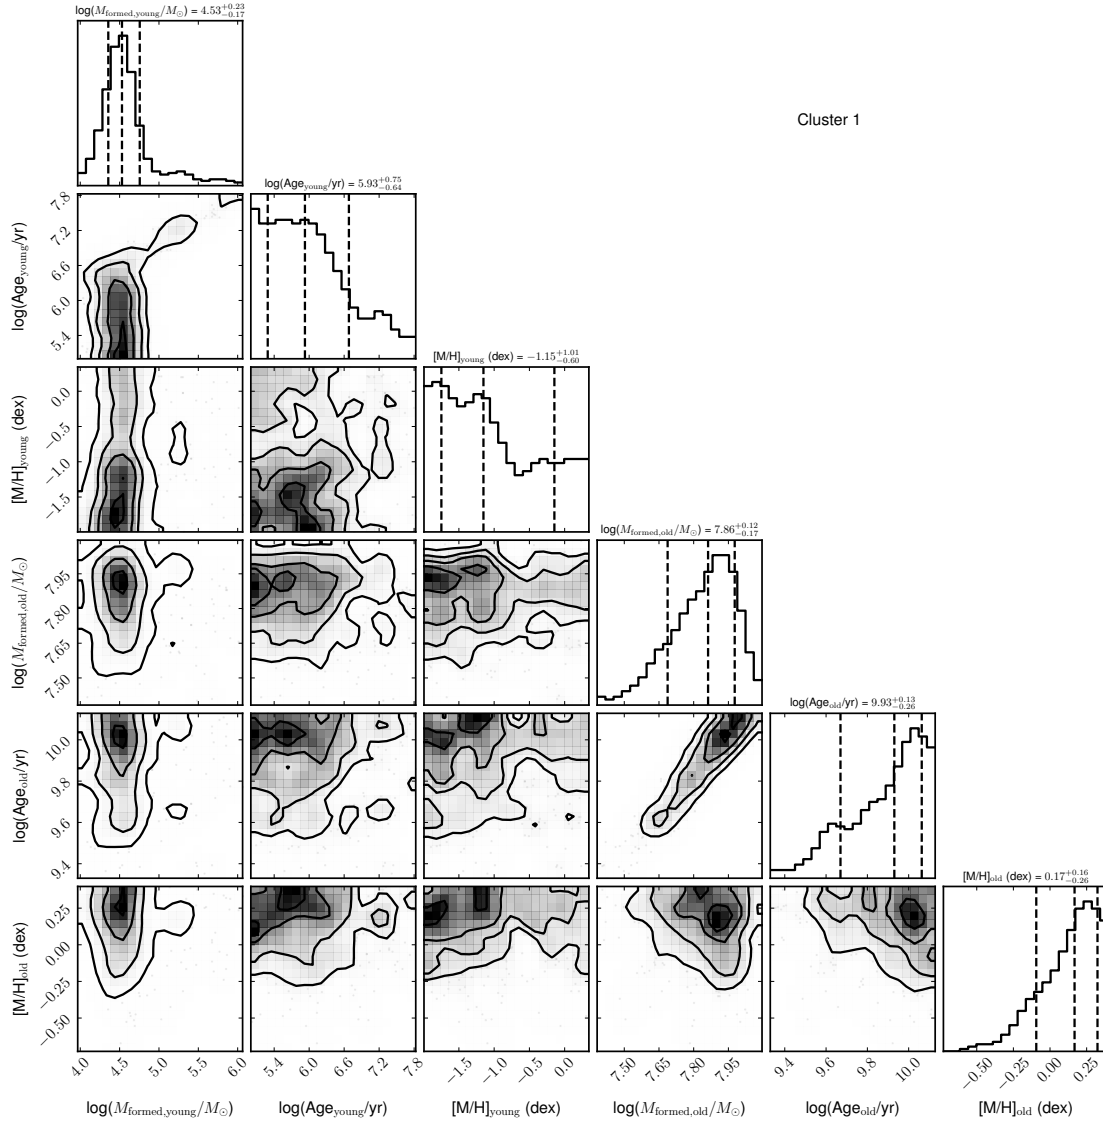 log(M_formed,young/M_⊙) = 4.53^{+0.23}_{−0.17}
Cluster 1
log(Age_young/yr) = 5.93^{+0.75}_{−0.64}
7.8
7.2
6.6
6.0
5.4
log(Age_young/yr)
[M/H]_young (dex) = −1.15^{+1.01}_{−0.60}
0.0
−0.5
−1.0
−1.5
[M/H]_young (dex)
log(M_formed,old/M_⊙) = 7.86^{+0.12}_{−0.17}
7.95
7.80
7.65
7.50
log(M_formed,old/M_⊙)
log(Age_old/yr) = 9.93^{+0.13}_{−0.26}
10.0
9.8
9.6
9.4
log(Age_old/yr)
[M/H]_old (dex) = 0.17^{+0.16}_{−0.26}
0.25
0.00
−0.25
−0.50
[M/H]_old (dex)
4.0 4.5 5.0 5.5 6.0
5.4 6.0 6.6 7.2 7.8
−1.5 −1.0 −0.5 0.0
7.50 7.65 7.80 7.95
9.4 9.6 9.8 10.0
−0.50 −0.25 0.00 0.25
log(M_formed,young/M_⊙)
log(Age_young/yr)
[M/H]_young (dex)
log(M_formed,old/M_⊙)
log(Age_old/yr)
[M/H]_old (dex)